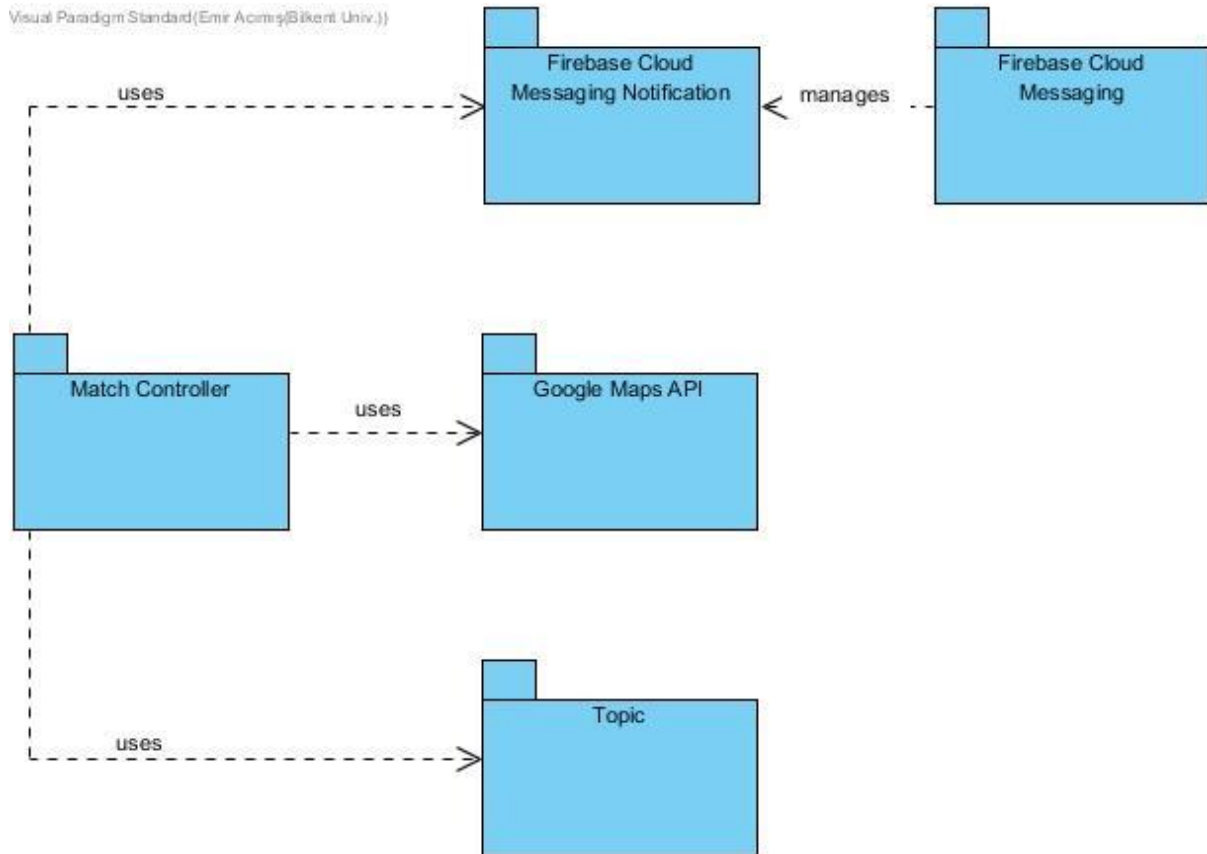 Visual Paradigm Standard(Emir Acımış(Bilkent Univ.))
Firebase Cloud
Messaging Notification
Firebase Cloud
Messaging
uses
manages
Match Controller
Google Maps API
uses
Topic
uses